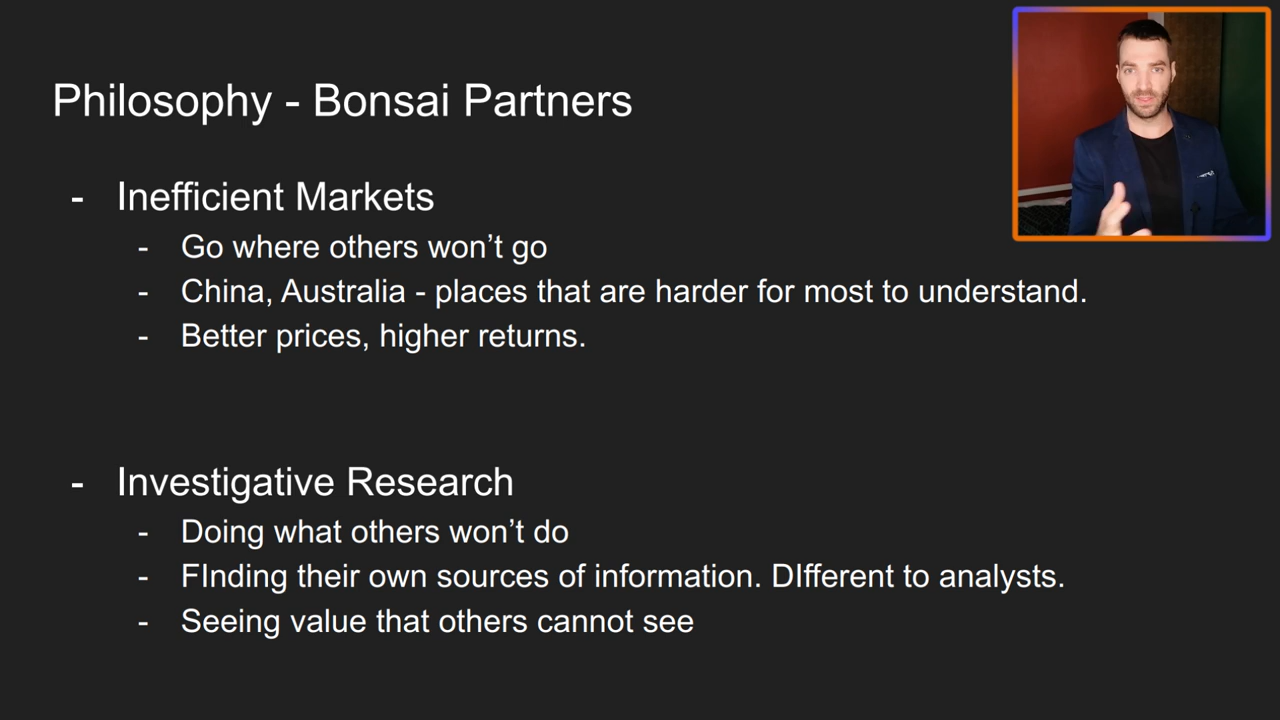 Philosophy - Bonsai Partners
- Inefficient Markets
- Go where others won’t go
- China, Australia - places that are harder for most to understand.
- Better prices, higher returns.
- Investigative Research
- Doing what others won’t do
- FInding their own sources of information. DIfferent to analysts.
- Seeing value that others cannot see